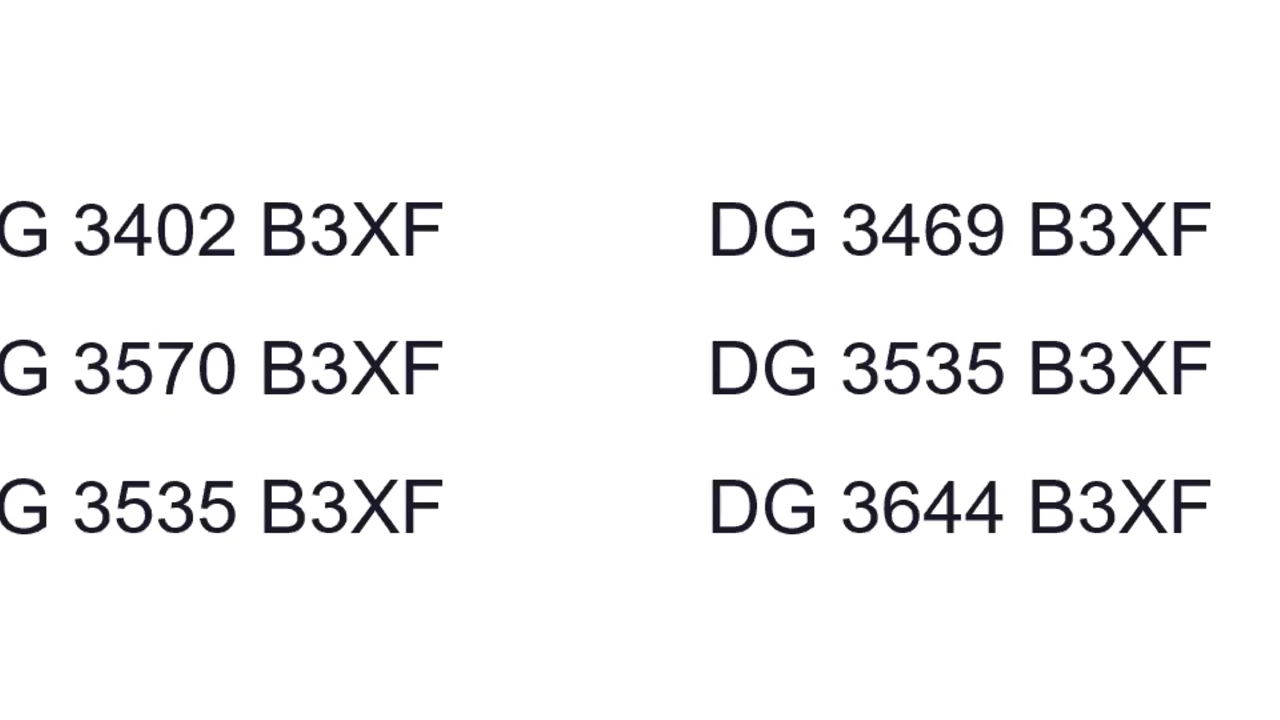 G 3402 B3XF DG 3469 B3XF
G 3570 B3XF DG 3535 B3XF
G 3535 B3XF DG 3644 B3XF